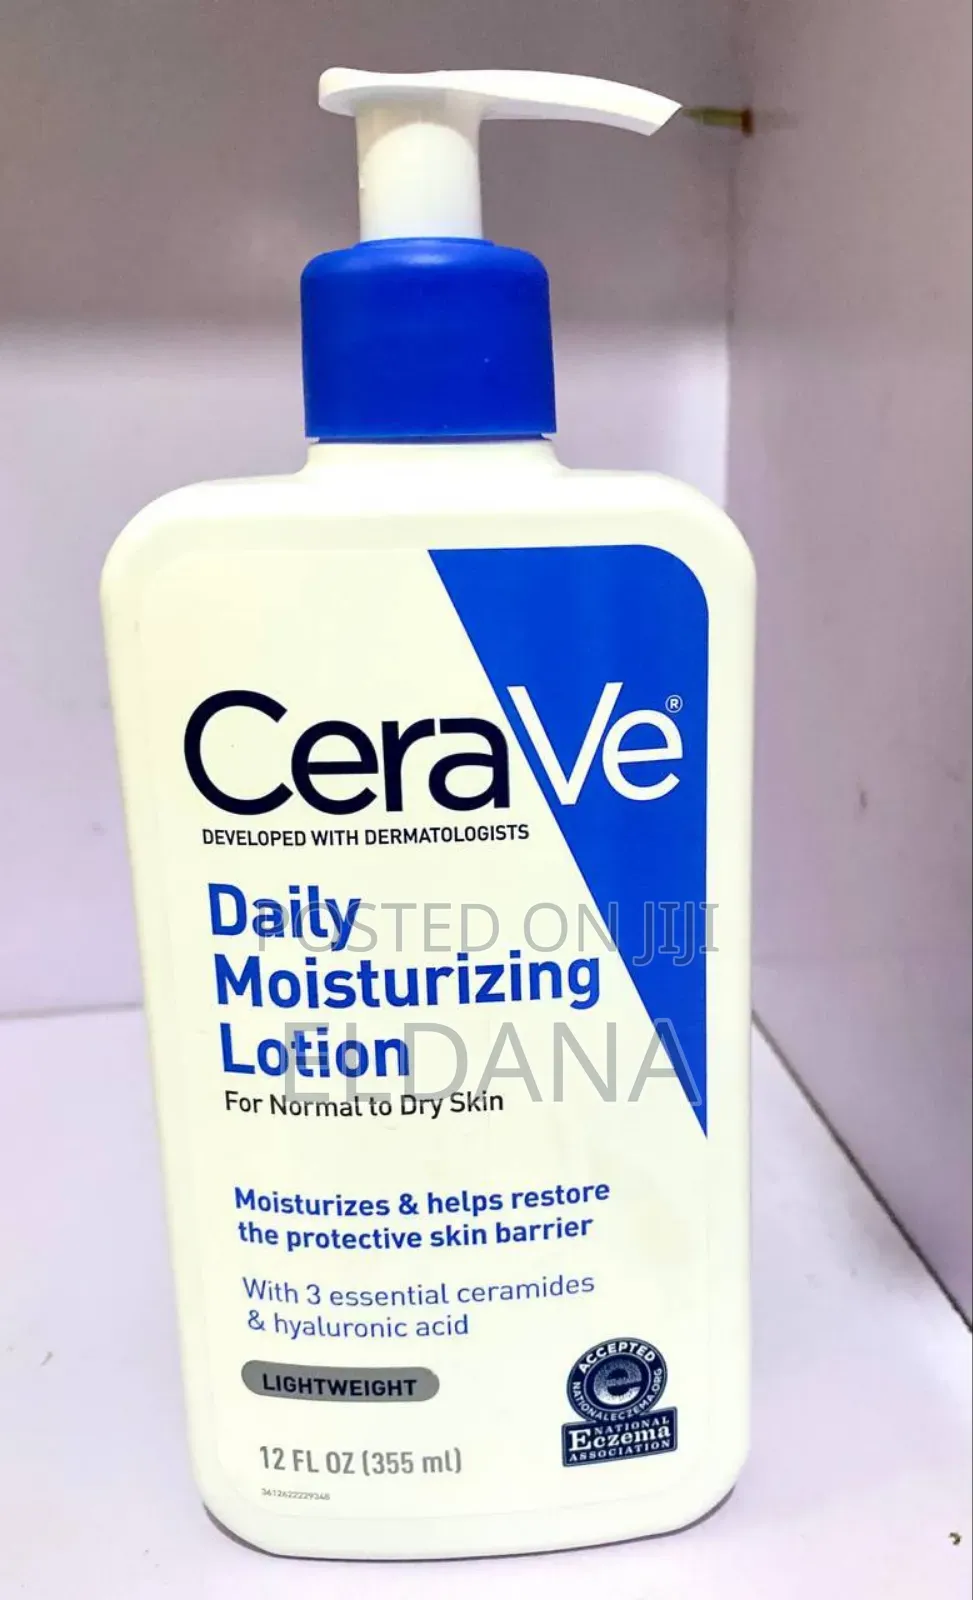 CeraVe®
DEVELOPED WITH DERMATOLOGISTS
Daily
Moisturizing
Lotion
For Normal to Dry Skin
POSTED ON JIJI
ELDANA
Moisturizes & helps restore
the protective skin barrier
With 3 essential ceramides
& hyaluronic acid
LIGHTWEIGHT
ACCEPTED
NATIONALECZEMA.ORG
NATIONAL
Eczema
ASSOCIATION
12 FL OZ (355 ml)